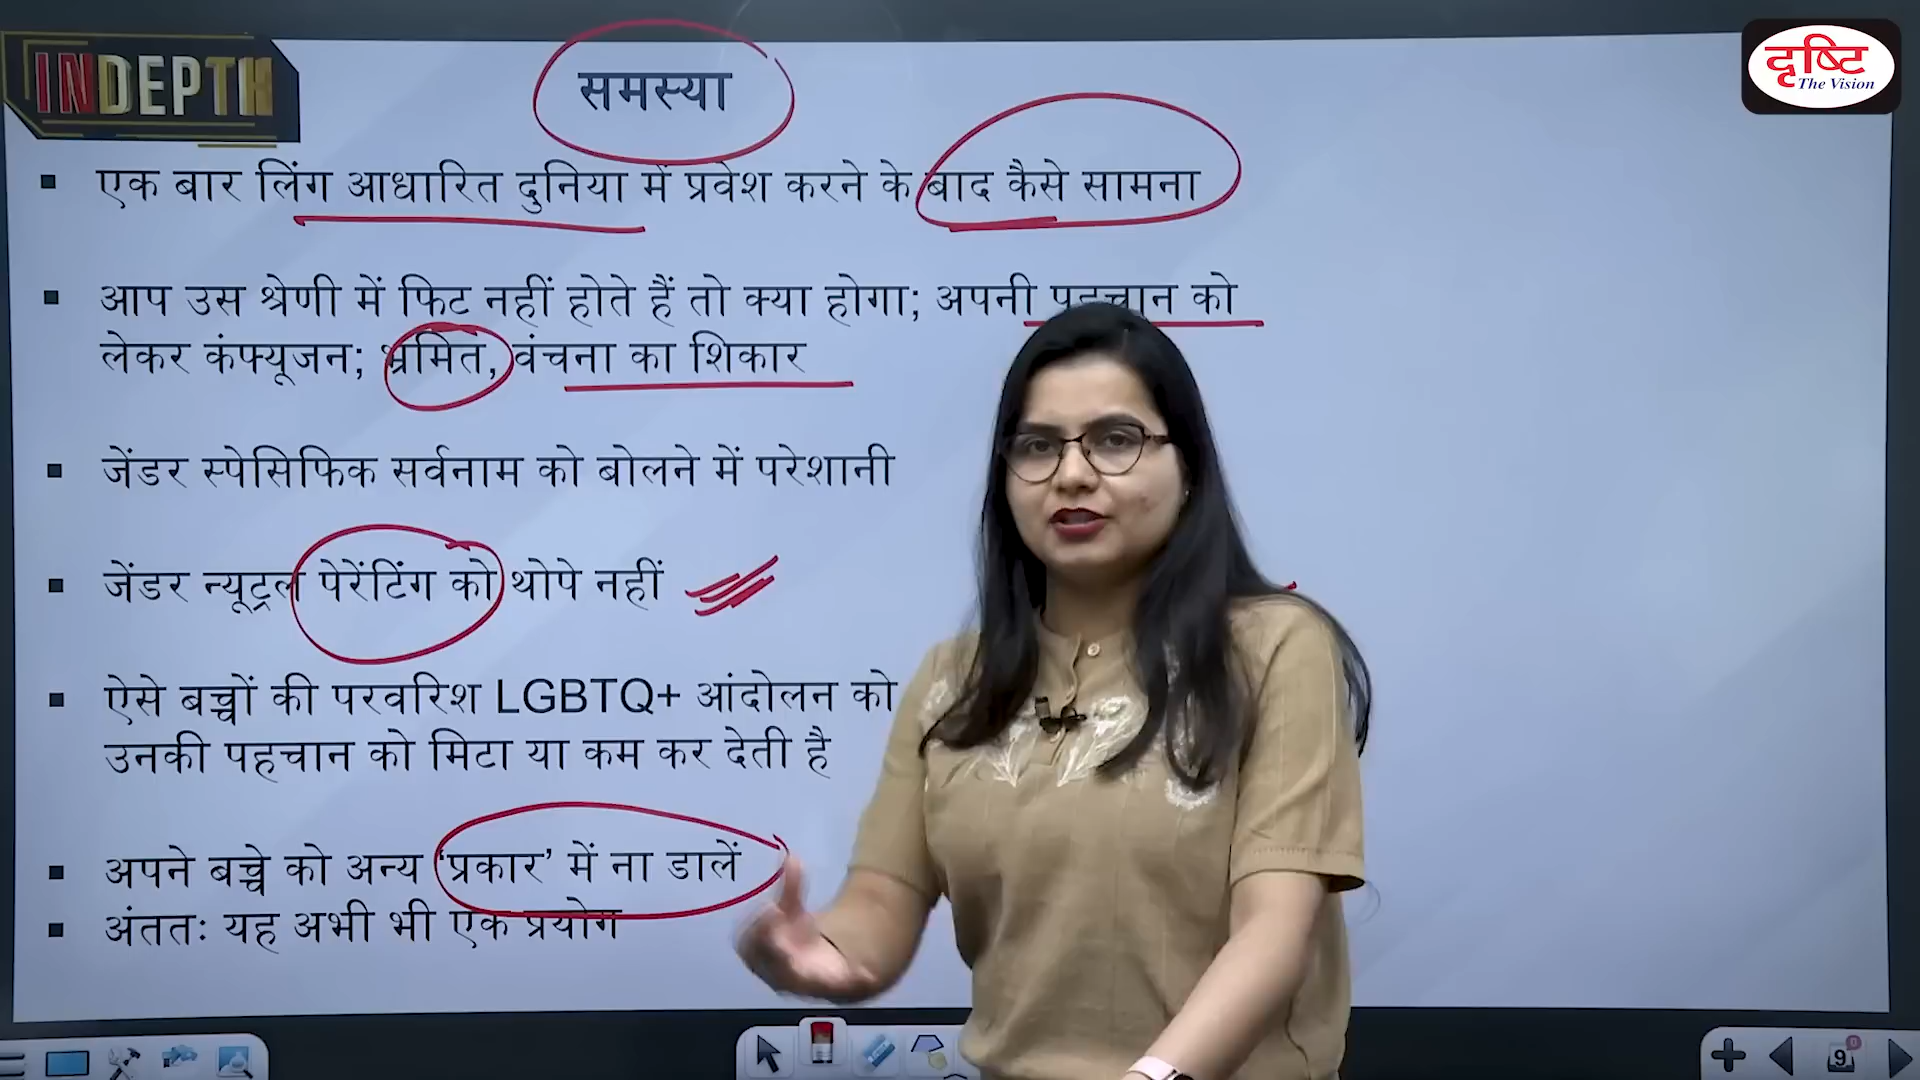 INDEPTH
दृष्टि
The Vision
समस्या
▪ एक बार लिंग आधारित दुनिया में प्रवेश करने के बाद कैसे सामना
▪ आप उस श्रेणी में फिट नहीं होते हैं तो क्या होगा; अपनी पहचान को
लेकर कंफ्यूजन; भ्रमित, वंचना का शिकार
▪ जेंडर स्पेसिफिक सर्वनाम को बोलने में परेशानी
▪ जेंडर न्यूट्रल पेरेंटिंग को थोपे नहीं
▪ ऐसे बच्चों की परवरिश LGBTQ+ आंदोलन को
उनकी पहचान को मिटा या कम कर देती है
▪ अपने बच्चे को अन्य ‘प्रकार’ में ना डालें
▪ अंततः यह अभी भी एक प्रयोग
9
0